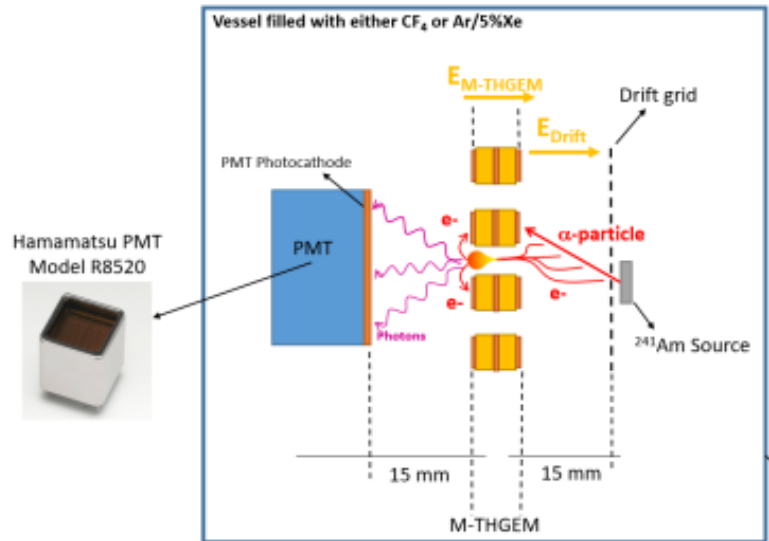 Vessel filled with either CF4 or Ar/5%Xe
EM-THGEM
Drift grid
EDrift
PMT Photocathode
e-
α-particle
Hamamatsu PMT
Model R8520
PMT
e-
e-
Photons
241Am Source
15 mm
15 mm
M-THGEM